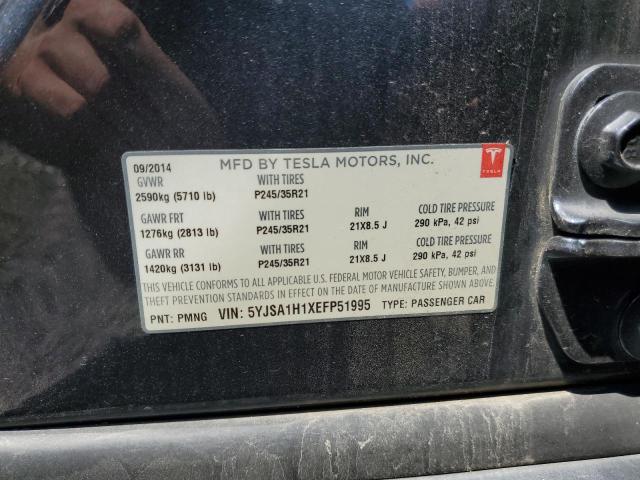 09/2014 MFD BY TESLA MOTORS, INC.
GVWR WITH TIRES
2590kg (5710 lb) P245/35R21
TESLA
GAWR FRT WITH TIRES RIM COLD TIRE PRESSURE
1276kg (2813 lb) P245/35R21 21X8.5 J 290 kPa, 42 psi
GAWR RR WITH TIRES RIM COLD TIRE PRESSURE
1420kg (3131 lb) P245/35R21 21X8.5 J 290 kPa, 42 psi
THIS VEHICLE CONFORMS TO ALL APPLICABLE U.S. FEDERAL MOTOR VEHICLE SAFETY, BUMPER, AND
THEFT PREVENTION STANDARDS IN EFFECT ON THE DATE OF MANUFACTURE SHOWN ABOVE.
PNT: PMNG VIN: 5YJSA1H1XEFP51995 TYPE: PASSENGER CAR